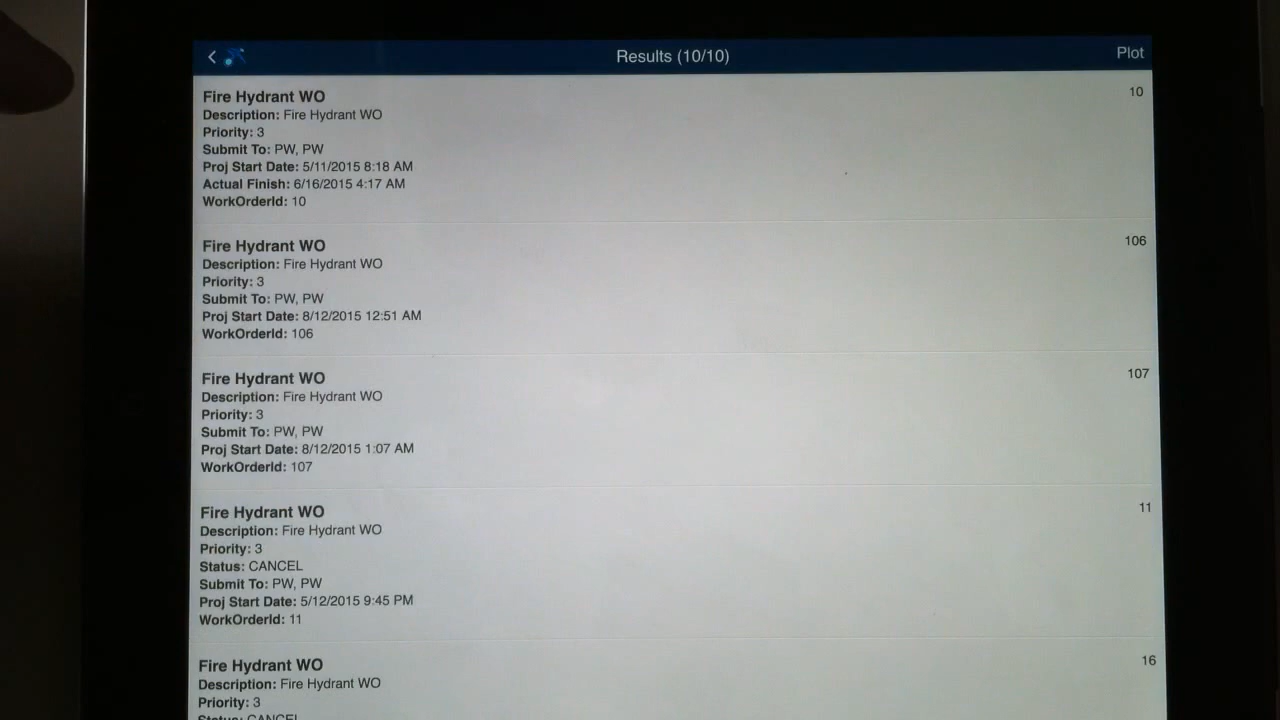 Results (10/10)
Plot
Fire Hydrant WO
10
Description: Fire Hydrant WO
Priority: 3
Submit To: PW, PW
Proj Start Date: 5/11/2015 8:18 AM
Actual Finish: 6/16/2015 4:17 AM
WorkOrderId: 10
Fire Hydrant WO
106
Description: Fire Hydrant WO
Priority: 3
Submit To: PW, PW
Proj Start Date: 8/12/2015 12:51 AM
WorkOrderId: 106
Fire Hydrant WO
107
Description: Fire Hydrant WO
Priority: 3
Submit To: PW, PW
Proj Start Date: 8/12/2015 1:07 AM
WorkOrderId: 107
Fire Hydrant WO
11
Description: Fire Hydrant WO
Priority: 3
Status: CANCEL
Submit To: PW, PW
Proj Start Date: 5/12/2015 9:45 PM
WorkOrderId: 11
Fire Hydrant WO
16
Description: Fire Hydrant WO
Priority: 3
Status: CANCEL